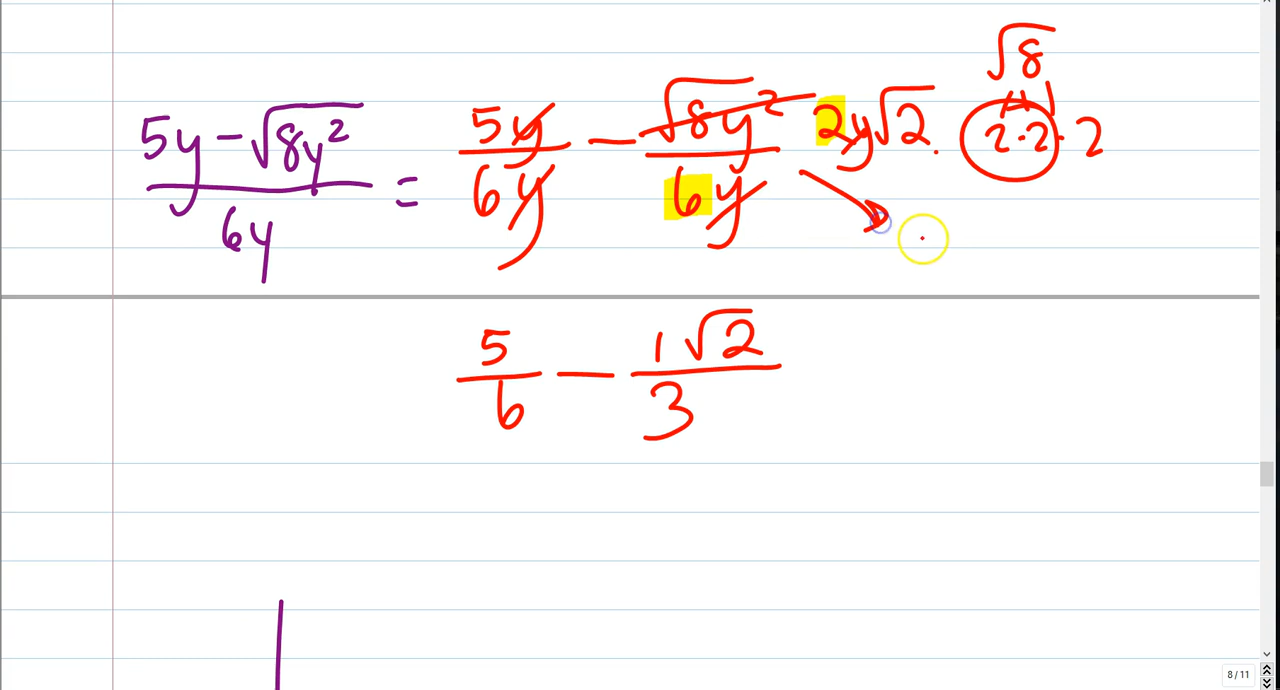 √8
(5y - √(8y²))/(6y) = 5y/6y - √(8y²)/6y 2y√2. 2·2·2
5/6 - 1√2/3
8 / 11